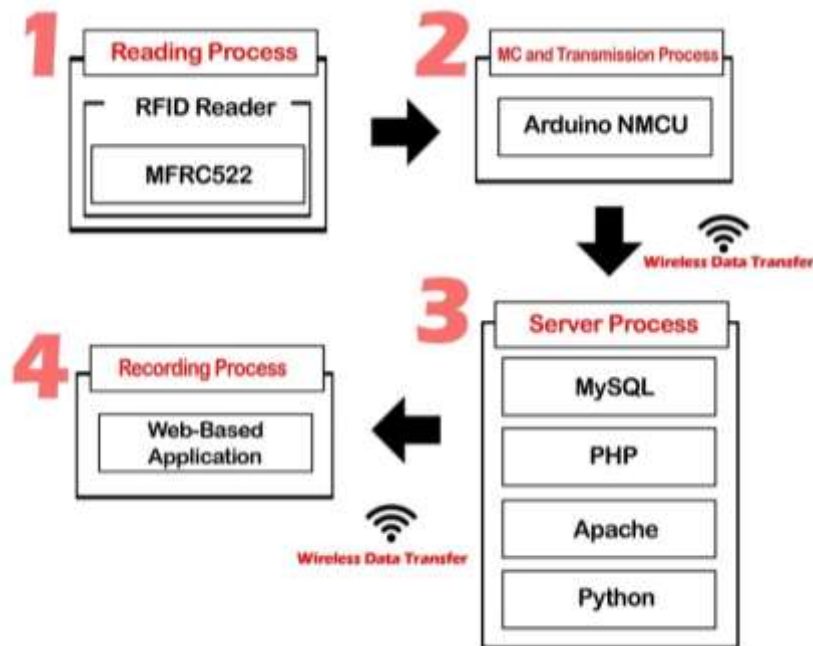 1
Reading Process
RFID Reader
MFRC522
2
MC and Transmission Process
Arduino NMCU
Wireless Data Transfer
3
Server Process
MySQL
PHP
Apache
Python
4
Recording Process
Web-Based
Application
Wireless Data Transfer